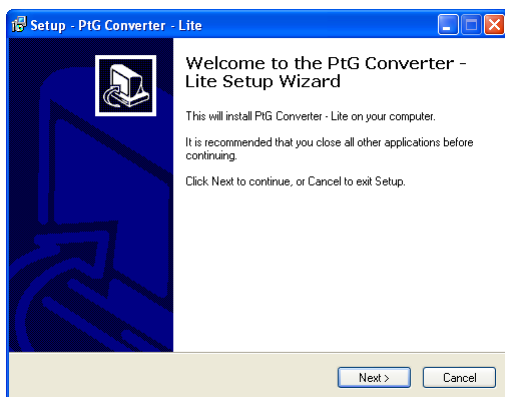 Setup - PtG Converter - Lite
Welcome to the PtG Converter -
Lite Setup Wizard
This will install PtG Converter - Lite on your computer.
It is recommended that you close all other applications before
continuing.
Click Next to continue, or Cancel to exit Setup.
Next >
Cancel